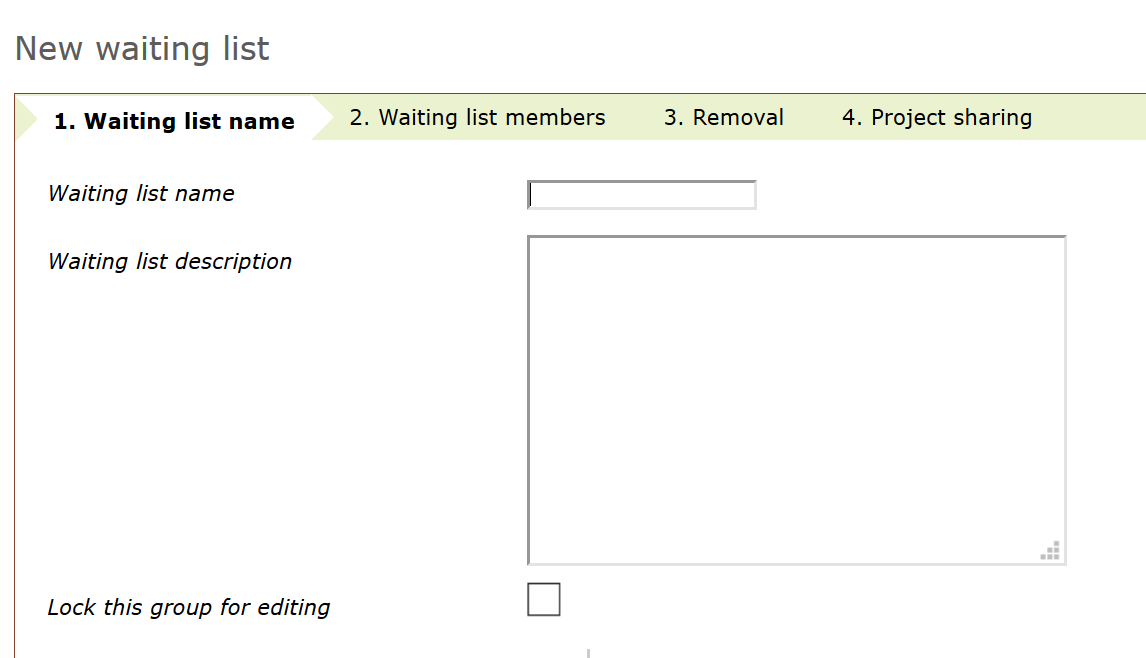 New waiting list
1. Waiting list name 2. Waiting list members 3. Removal 4. Project sharing
Waiting list name
Waiting list description
Lock this group for editing